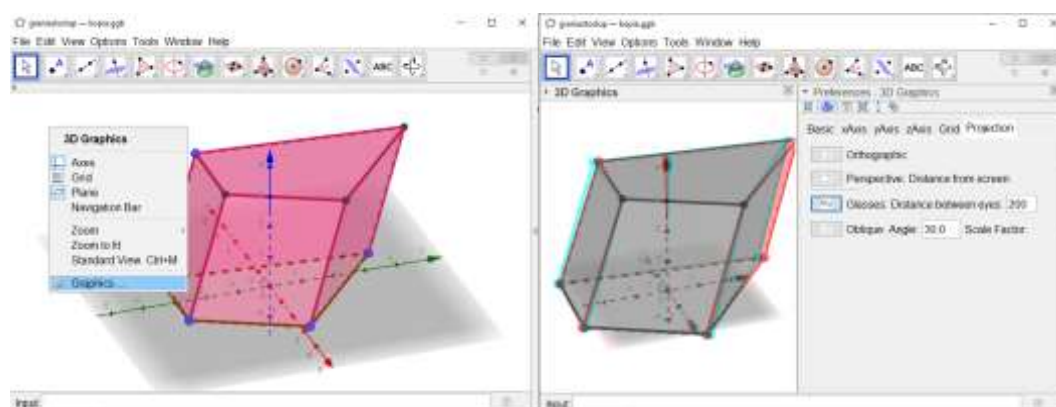 File Edit View Options Tools Window Help
ABC
3D Graphics
Axes
Grid
Plane
Navigation Bar
Zoom
Zoom to fit
Standard View Ctrl+M
Graphics ...
Input:
File Edit View Options Tools Window Help
ABC
3D Graphics
Preferences - 3D Graphics
Basic xAxis yAxis zAxis Grid Projection
Orthographic
Perspective. Distance from screen
Glasses. Distance between eyes: 200
Oblique. Angle: 30.0 Scale Factor:
Input: